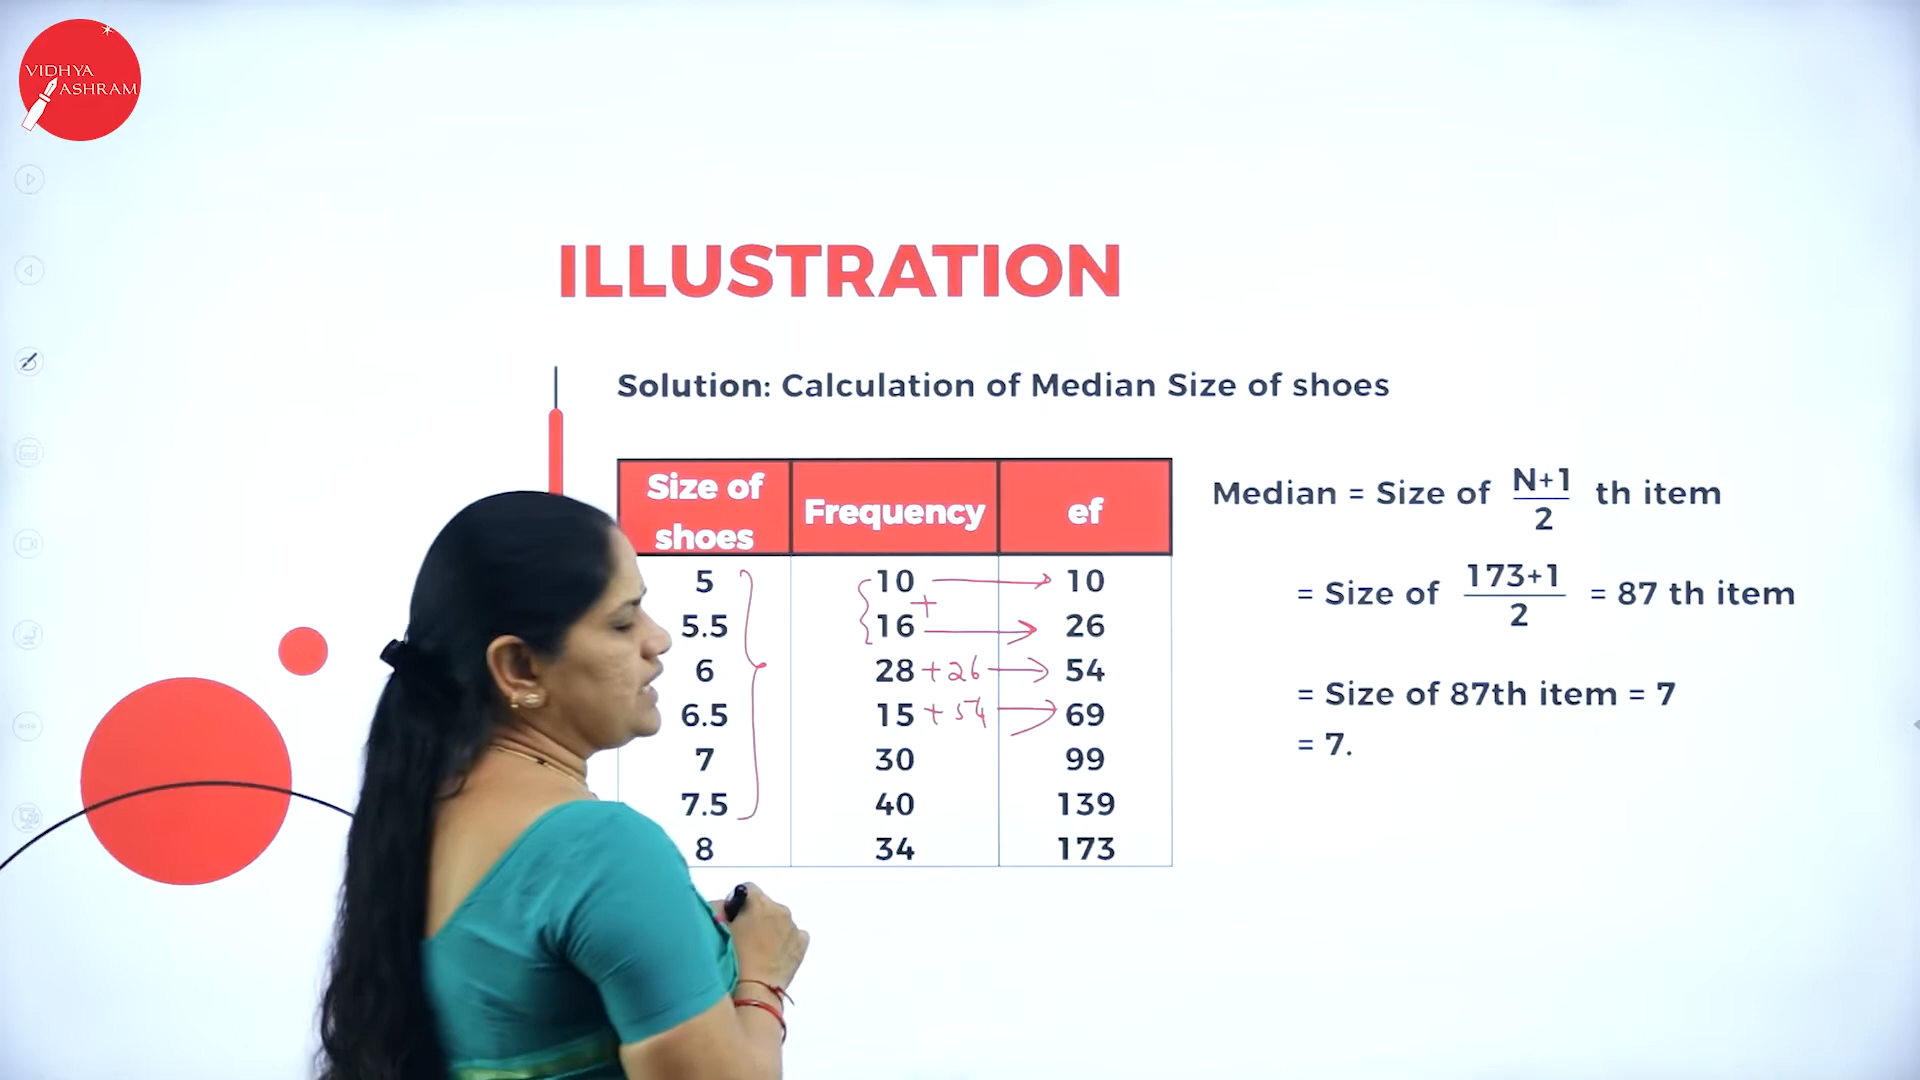 VIDHYA
ASHRAM
ILLUSTRATION
Solution: Calculation of Median Size of shoes
Size of shoes Frequency ef
5 10 10
+
5.5 16 26
6 28 +26 54
6.5 15 +54 69
7 30 99
7.5 40 139
8 34 173
Median = Size of N+1/2 th item
= Size of 173+1/2 = 87 th item
= Size of 87th item = 7
= 7.